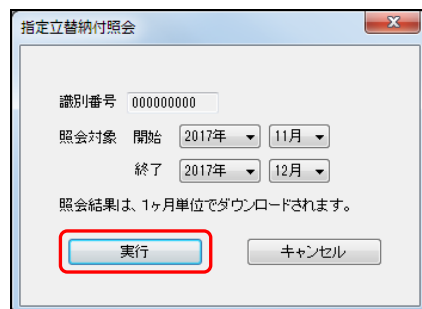 指定立替納付照会
識別番号 000000000
照会対象 開始 2017年 11月
終了 2017年 12月
照会結果は、1ヶ月単位でダウンロードされます。
実行 キャンセル